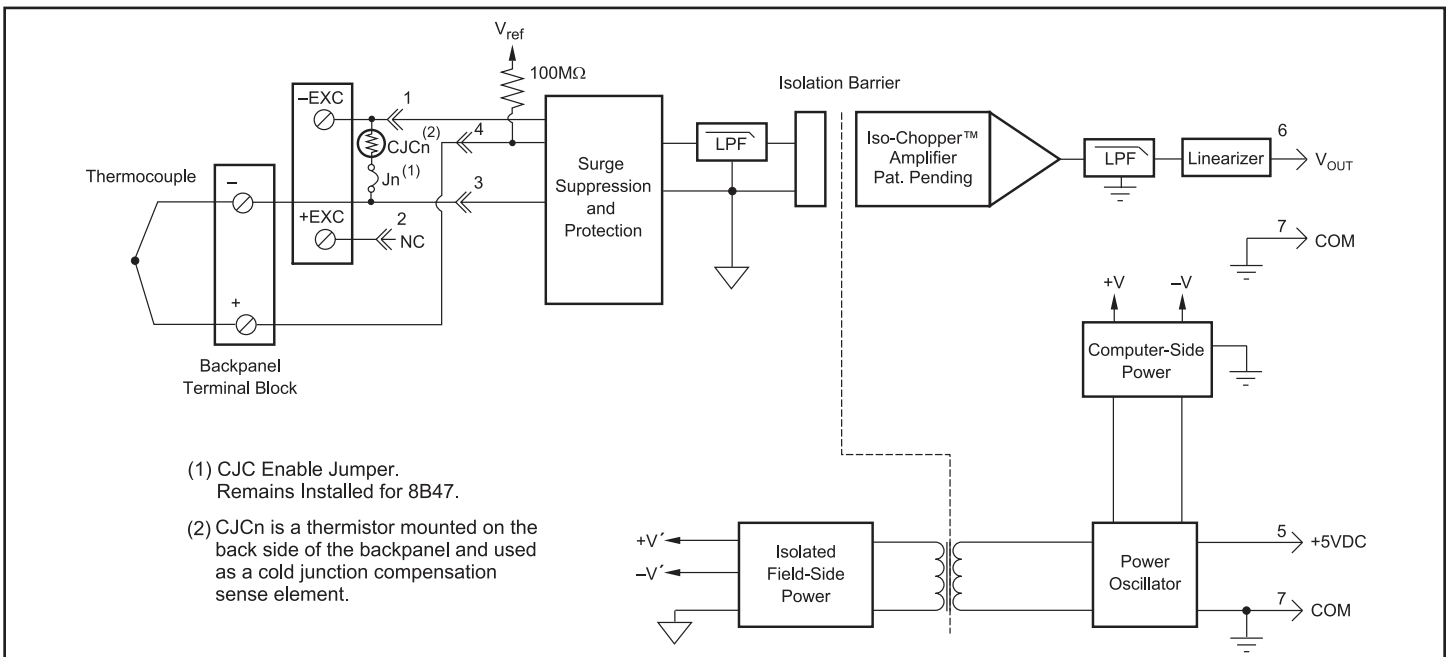 V_ref
100MΩ
Isolation Barrier
–EXC
1
CJCn (2)
4
Jn (1)
3
+EXC
2
NC
Thermocouple
–
+
Backpanel
Terminal Block
Surge
Suppression
and
Protection
LPF
Iso-Chopper™
Amplifier
Pat. Pending
LPF
Linearizer
6
V_OUT
7
COM
+V
–V
Computer-Side
Power
(1) CJC Enable Jumper.
Remains Installed for 8B47.
(2) CJCn is a thermistor mounted on the
back side of the backpanel and used
as a cold junction compensation
sense element.
+V´
–V´
Isolated
Field-Side
Power
Power
Oscillator
5
+5VDC
7
COM